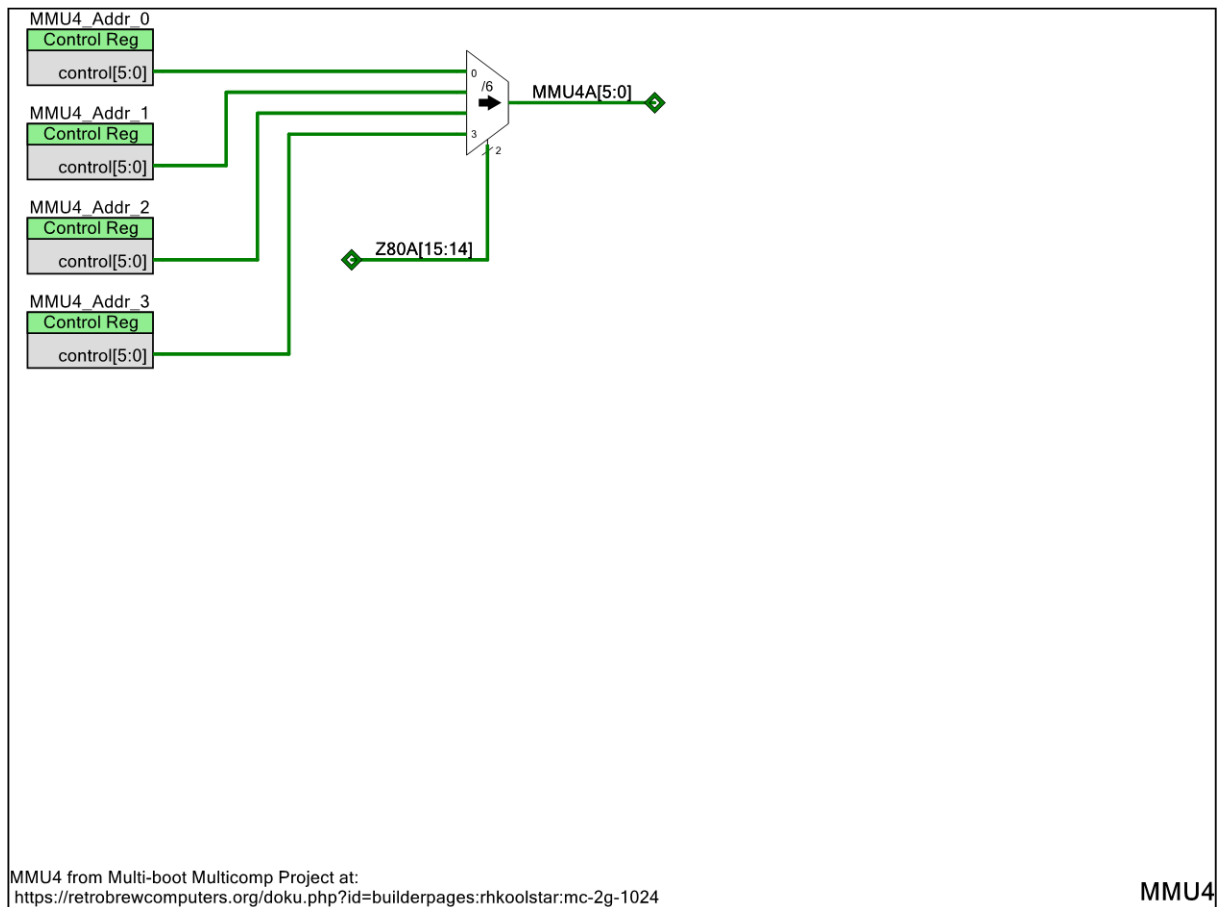 MMU4_Addr_0
Control Reg
control[5:0]
MMU4_Addr_1
Control Reg
control[5:0]
MMU4_Addr_2
Control Reg
control[5:0]
MMU4_Addr_3
Control Reg
control[5:0]
0
/6
3
2
MMU4A[5:0]
Z80A[15:14]
MMU4 from Multi-boot Multicomp Project at:
https://retrobrewcomputers.org/doku.php?id=builderpages:rhkoolstar:mc-2g-1024
MMU4